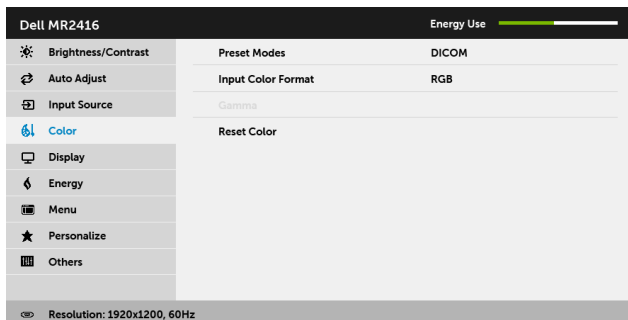 Dell MR2416 Energy Use
Brightness/Contrast Preset Modes DICOM
Auto Adjust Input Color Format RGB
Input Source Gamma
Color Reset Color
Display
Energy
Menu
Personalize
Others
Resolution: 1920x1200, 60Hz